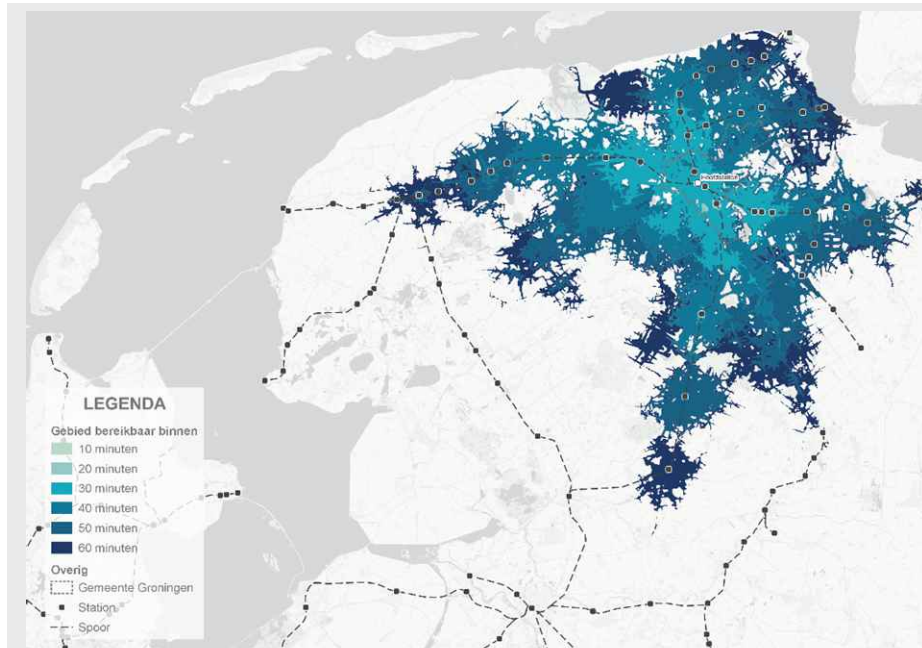 LEGENDA
Gebied bereikbaar binnen
10 minuten
20 minuten
30 minuten
40 minuten
50 minuten
60 minuten
Overig
Gemeente Groningen
Station
Spoor